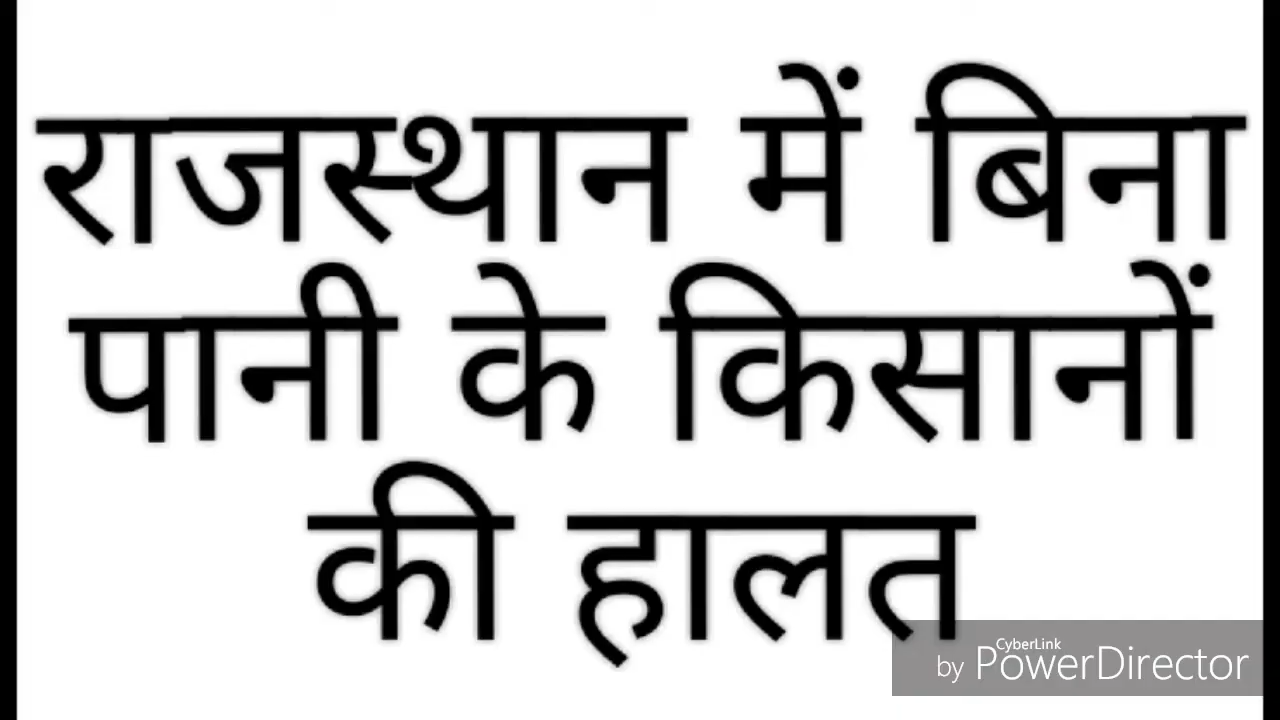 राजस्थान में बिना
पानी के किसानों
की हालत
CyberLink
by PowerDirector